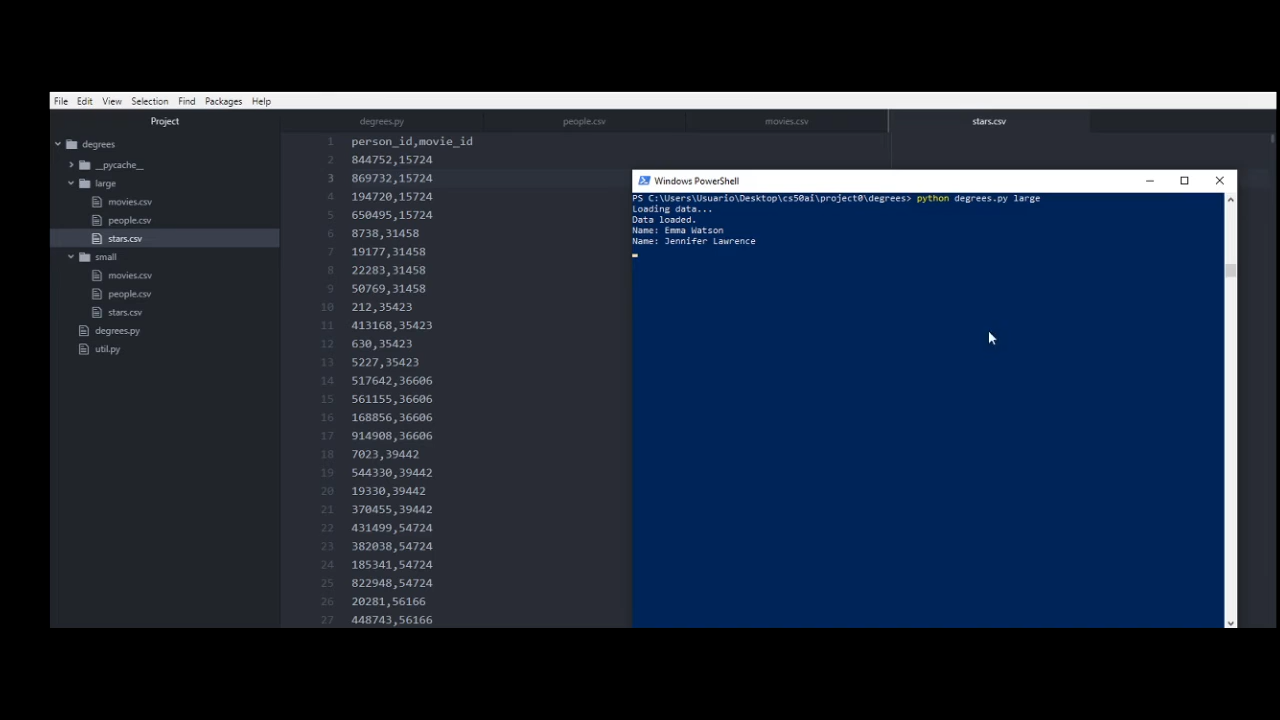 File Edit View Selection Find Packages Help
Project
degrees
__pycache__
large
movies.csv
people.csv
stars.csv
small
movies.csv
people.csv
stars.csv
degrees.py
util.py
degrees.py people.csv movies.csv stars.csv
1 person_id,movie_id
2 844752,15724
3 869732,15724
4 194720,15724
5 650495,15724
6 8738,31458
7 19177,31458
8 22283,31458
9 50769,31458
10 212,35423
11 413168,35423
12 630,35423
13 5227,35423
14 517642,36606
15 561155,36606
16 168856,36606
17 914908,36606
18 7023,39442
19 544330,39442
20 19330,39442
21 370455,39442
22 431499,54724
23 382038,54724
24 185341,54724
25 822948,54724
26 20281,56166
27 448743,56166
Windows PowerShell
PS C:\Users\Usuario\Desktop\cs50ai\project0\degrees> python degrees.py large
Loading data...
Data loaded.
Name: Emma Watson
Name: Jennifer Lawrence